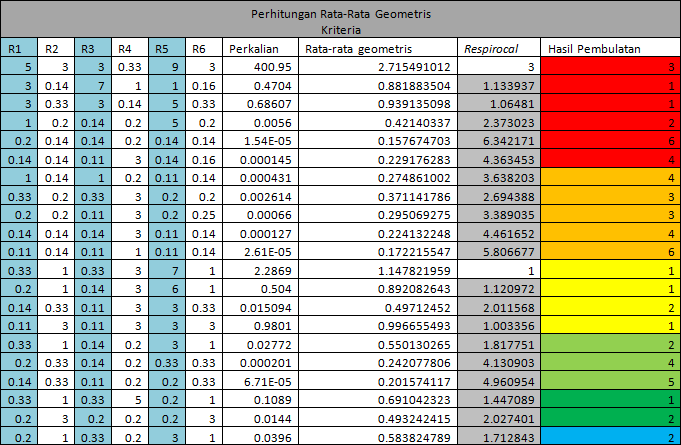 Perhitungan Rata-Rata Geometris
Kriteria
R1 R2 R3 R4 R5 R6 Perkalian Rata-rata geometris Respirocal Hasil Pembulatan
5 3 3 0.33 9 3 400.95 2.715491012 3 3
3 0.14 7 1 1 0.16 0.4704 0.881883504 1.133937 1
3 0.33 3 0.14 5 0.33 0.68607 0.939135098 1.06481 1
1 0.2 0.14 0.2 5 0.2 0.0056 0.42140337 2.373023 2
0.2 0.14 0.14 0.2 0.14 0.14 1.54E-05 0.157674703 6.342171 6
0.14 0.14 0.11 3 0.14 0.16 0.000145 0.229176283 4.363453 4
1 0.14 1 0.2 0.11 0.14 0.000431 0.274861002 3.638203 4
0.33 0.2 0.33 3 0.2 0.2 0.002614 0.371141786 2.694388 3
0.2 0.2 0.11 3 0.2 0.25 0.00066 0.295069275 3.389035 3
0.14 0.14 0.14 3 0.11 0.14 0.000127 0.224132248 4.461652 4
0.11 0.14 0.11 1 0.11 0.14 2.61E-05 0.172215547 5.806677 6
0.33 1 0.33 3 7 1 2.2869 1.147821959 1 1
0.2 1 0.14 3 6 1 0.504 0.892082643 1.120972 1
0.14 0.33 0.11 3 3 0.33 0.015094 0.49712452 2.011568 2
0.11 3 0.11 3 3 3 0.9801 0.996655493 1.003356 1
0.33 1 0.14 0.2 3 1 0.02772 0.550130265 1.817751 2
0.2 0.33 0.14 0.2 0.33 0.33 0.000201 0.242077806 4.130903 4
0.14 0.33 0.11 0.2 0.2 0.33 6.71E-05 0.201574117 4.960954 5
0.33 1 0.33 5 0.2 1 0.1089 0.691042323 1.447089 1
0.2 3 0.2 0.2 0.2 3 0.0144 0.493242415 2.027401 2
0.2 1 0.33 0.2 3 1 0.0396 0.583824789 1.712843 2